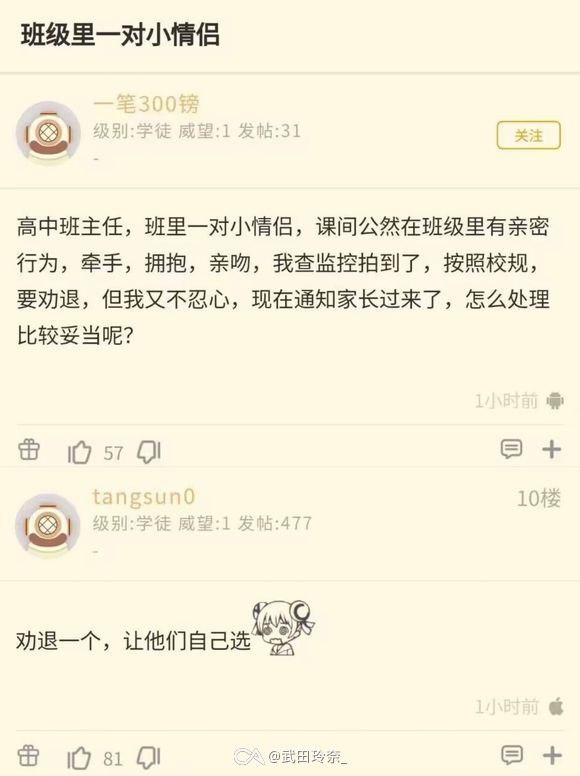 班级里一对小情侣
一笔300镑
级别:学徒 威望:1 发帖:31
关注
-
高中班主任，班里一对小情侣，课间公然在班级里有亲密
行为，牵手，拥抱，亲吻，我查监控拍到了，按照校规，
要劝退，但我又不忍心，现在通知家长过来了，怎么处理
比较妥当呢？
1小时前
57
tangsun0
10楼
级别:学徒 威望:1 发帖:477
-
劝退一个，让他们自己选
1小时前
81
@武田玲奈_